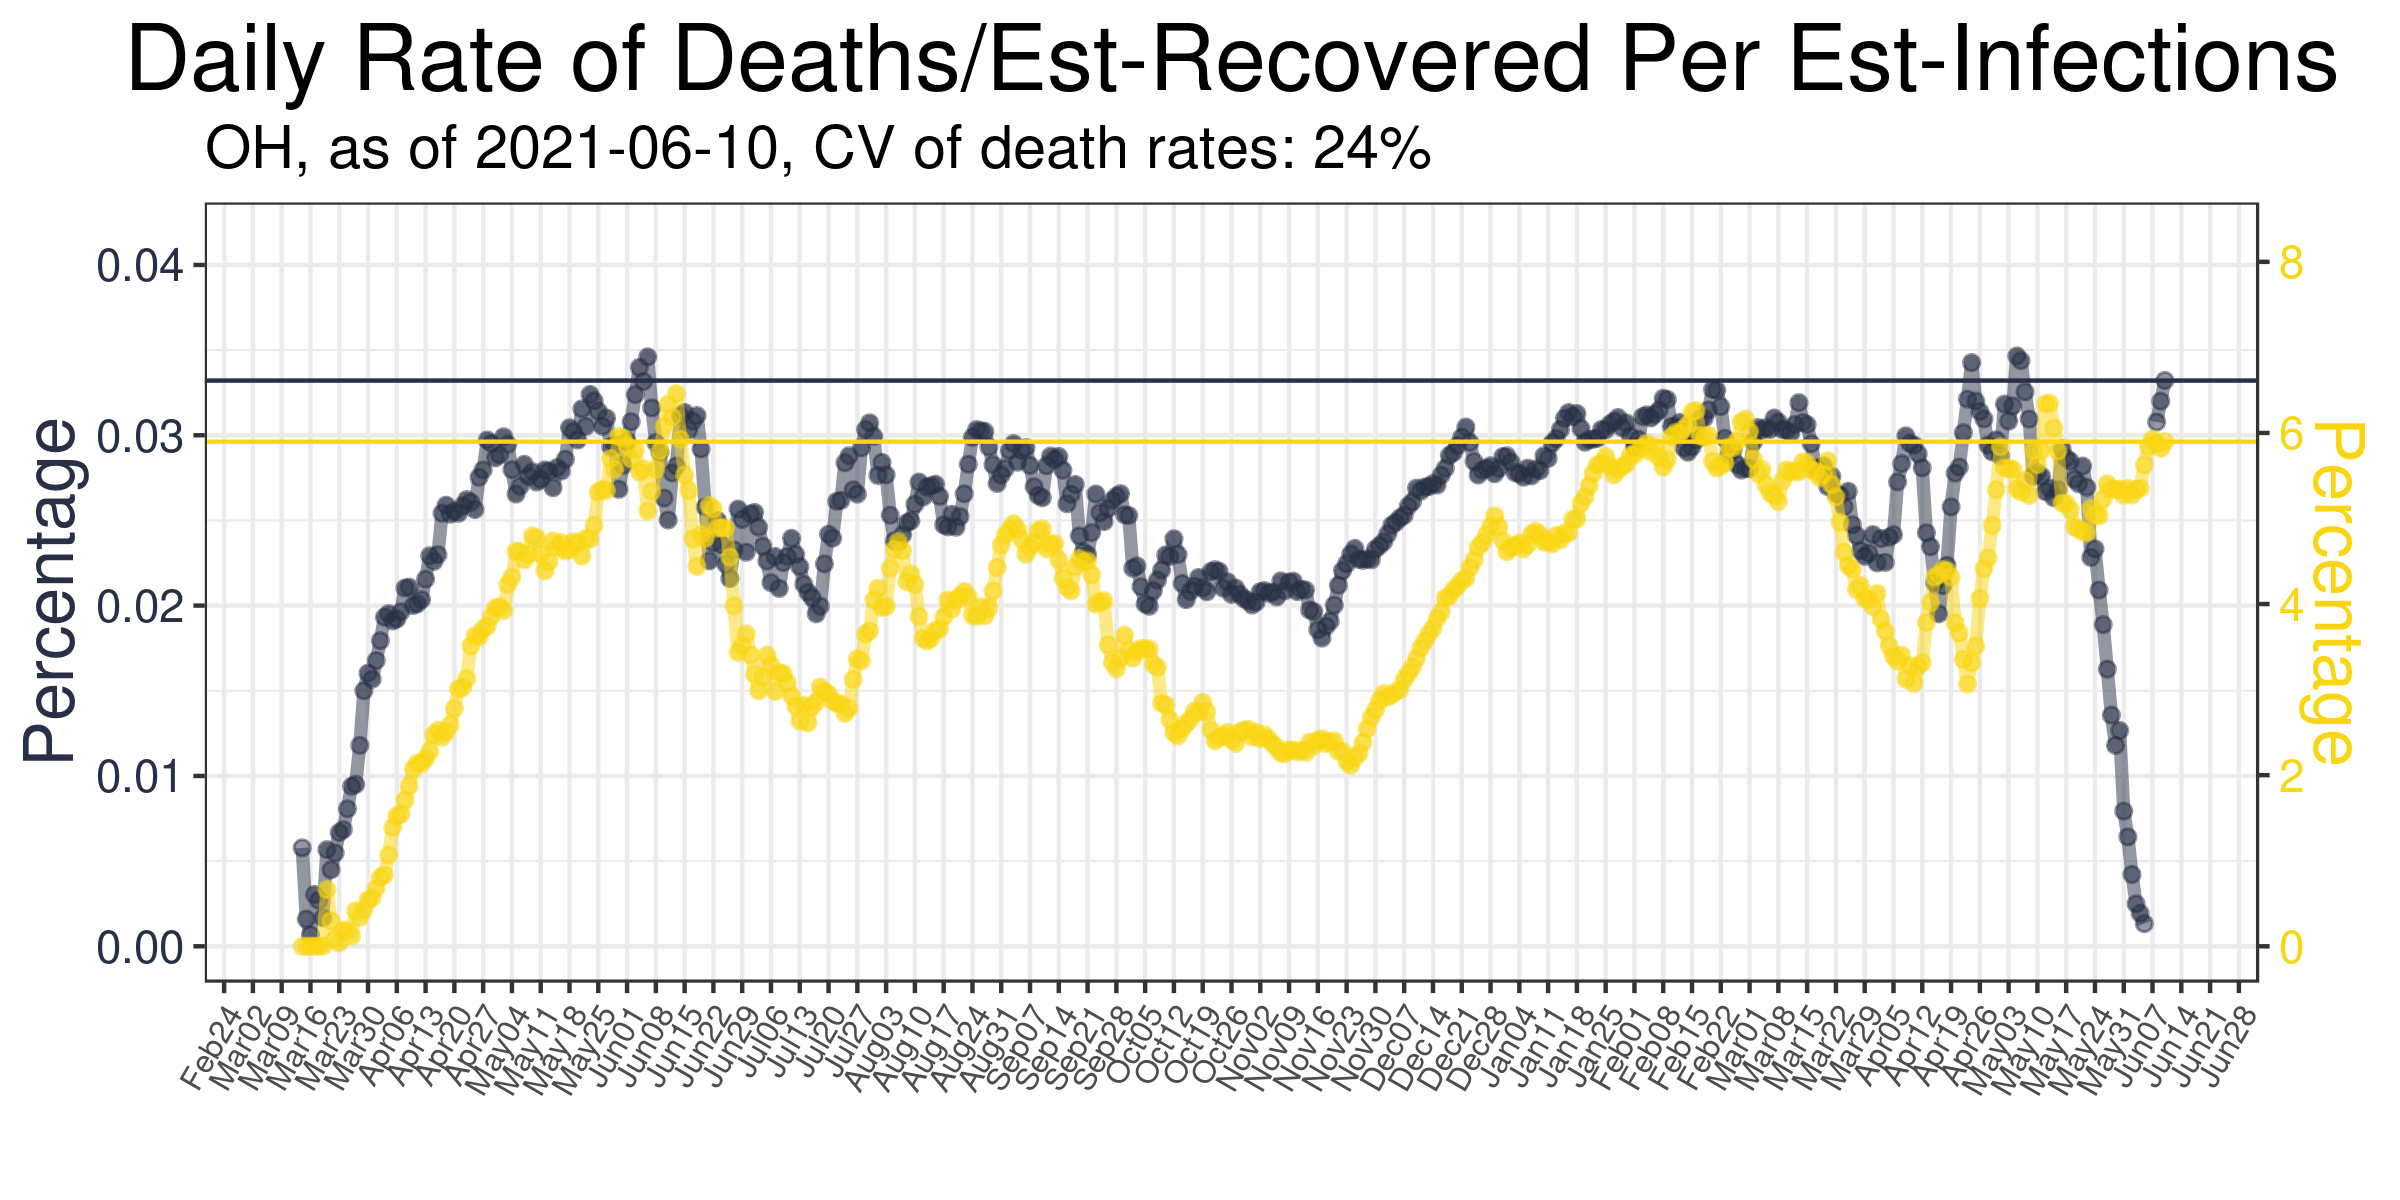 Daily Rate of Deaths/Est-Recovered Per Est-Infections
OH, as of 2021-06-10, CV of death rates: 24%
Percentage
0.04
0.03
0.02
0.01
0.00
8
6
4
2
0
Percentage
Feb24
Mar02
Mar09
Mar16
Mar23
Mar30
Apr06
Apr13
Apr20
Apr27
May04
May11
May18
May25
Jun01
Jun08
Jun15
Jun22
Jun29
Jul06
Jul13
Jul20
Jul27
Aug03
Aug10
Aug17
Aug24
Aug31
Sep07
Sep14
Sep21
Sep28
Oct05
Oct12
Oct19
Oct26
Nov02
Nov09
Nov16
Nov23
Nov30
Dec07
Dec14
Dec21
Dec28
Jan04
Jan11
Jan18
Jan25
Feb01
Feb08
Feb15
Feb22
Mar01
Mar08
Mar15
Mar22
Mar29
Apr05
Apr12
Apr19
Apr26
May03
May10
May17
May24
May31
Jun07
Jun14
Jun21
Jun28